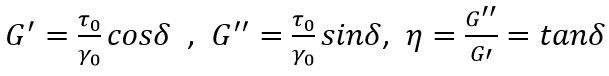 G′ = τ₀/γ₀ cosδ , G′′ = τ₀/γ₀ sinδ, η = G′′/G′ = tanδ